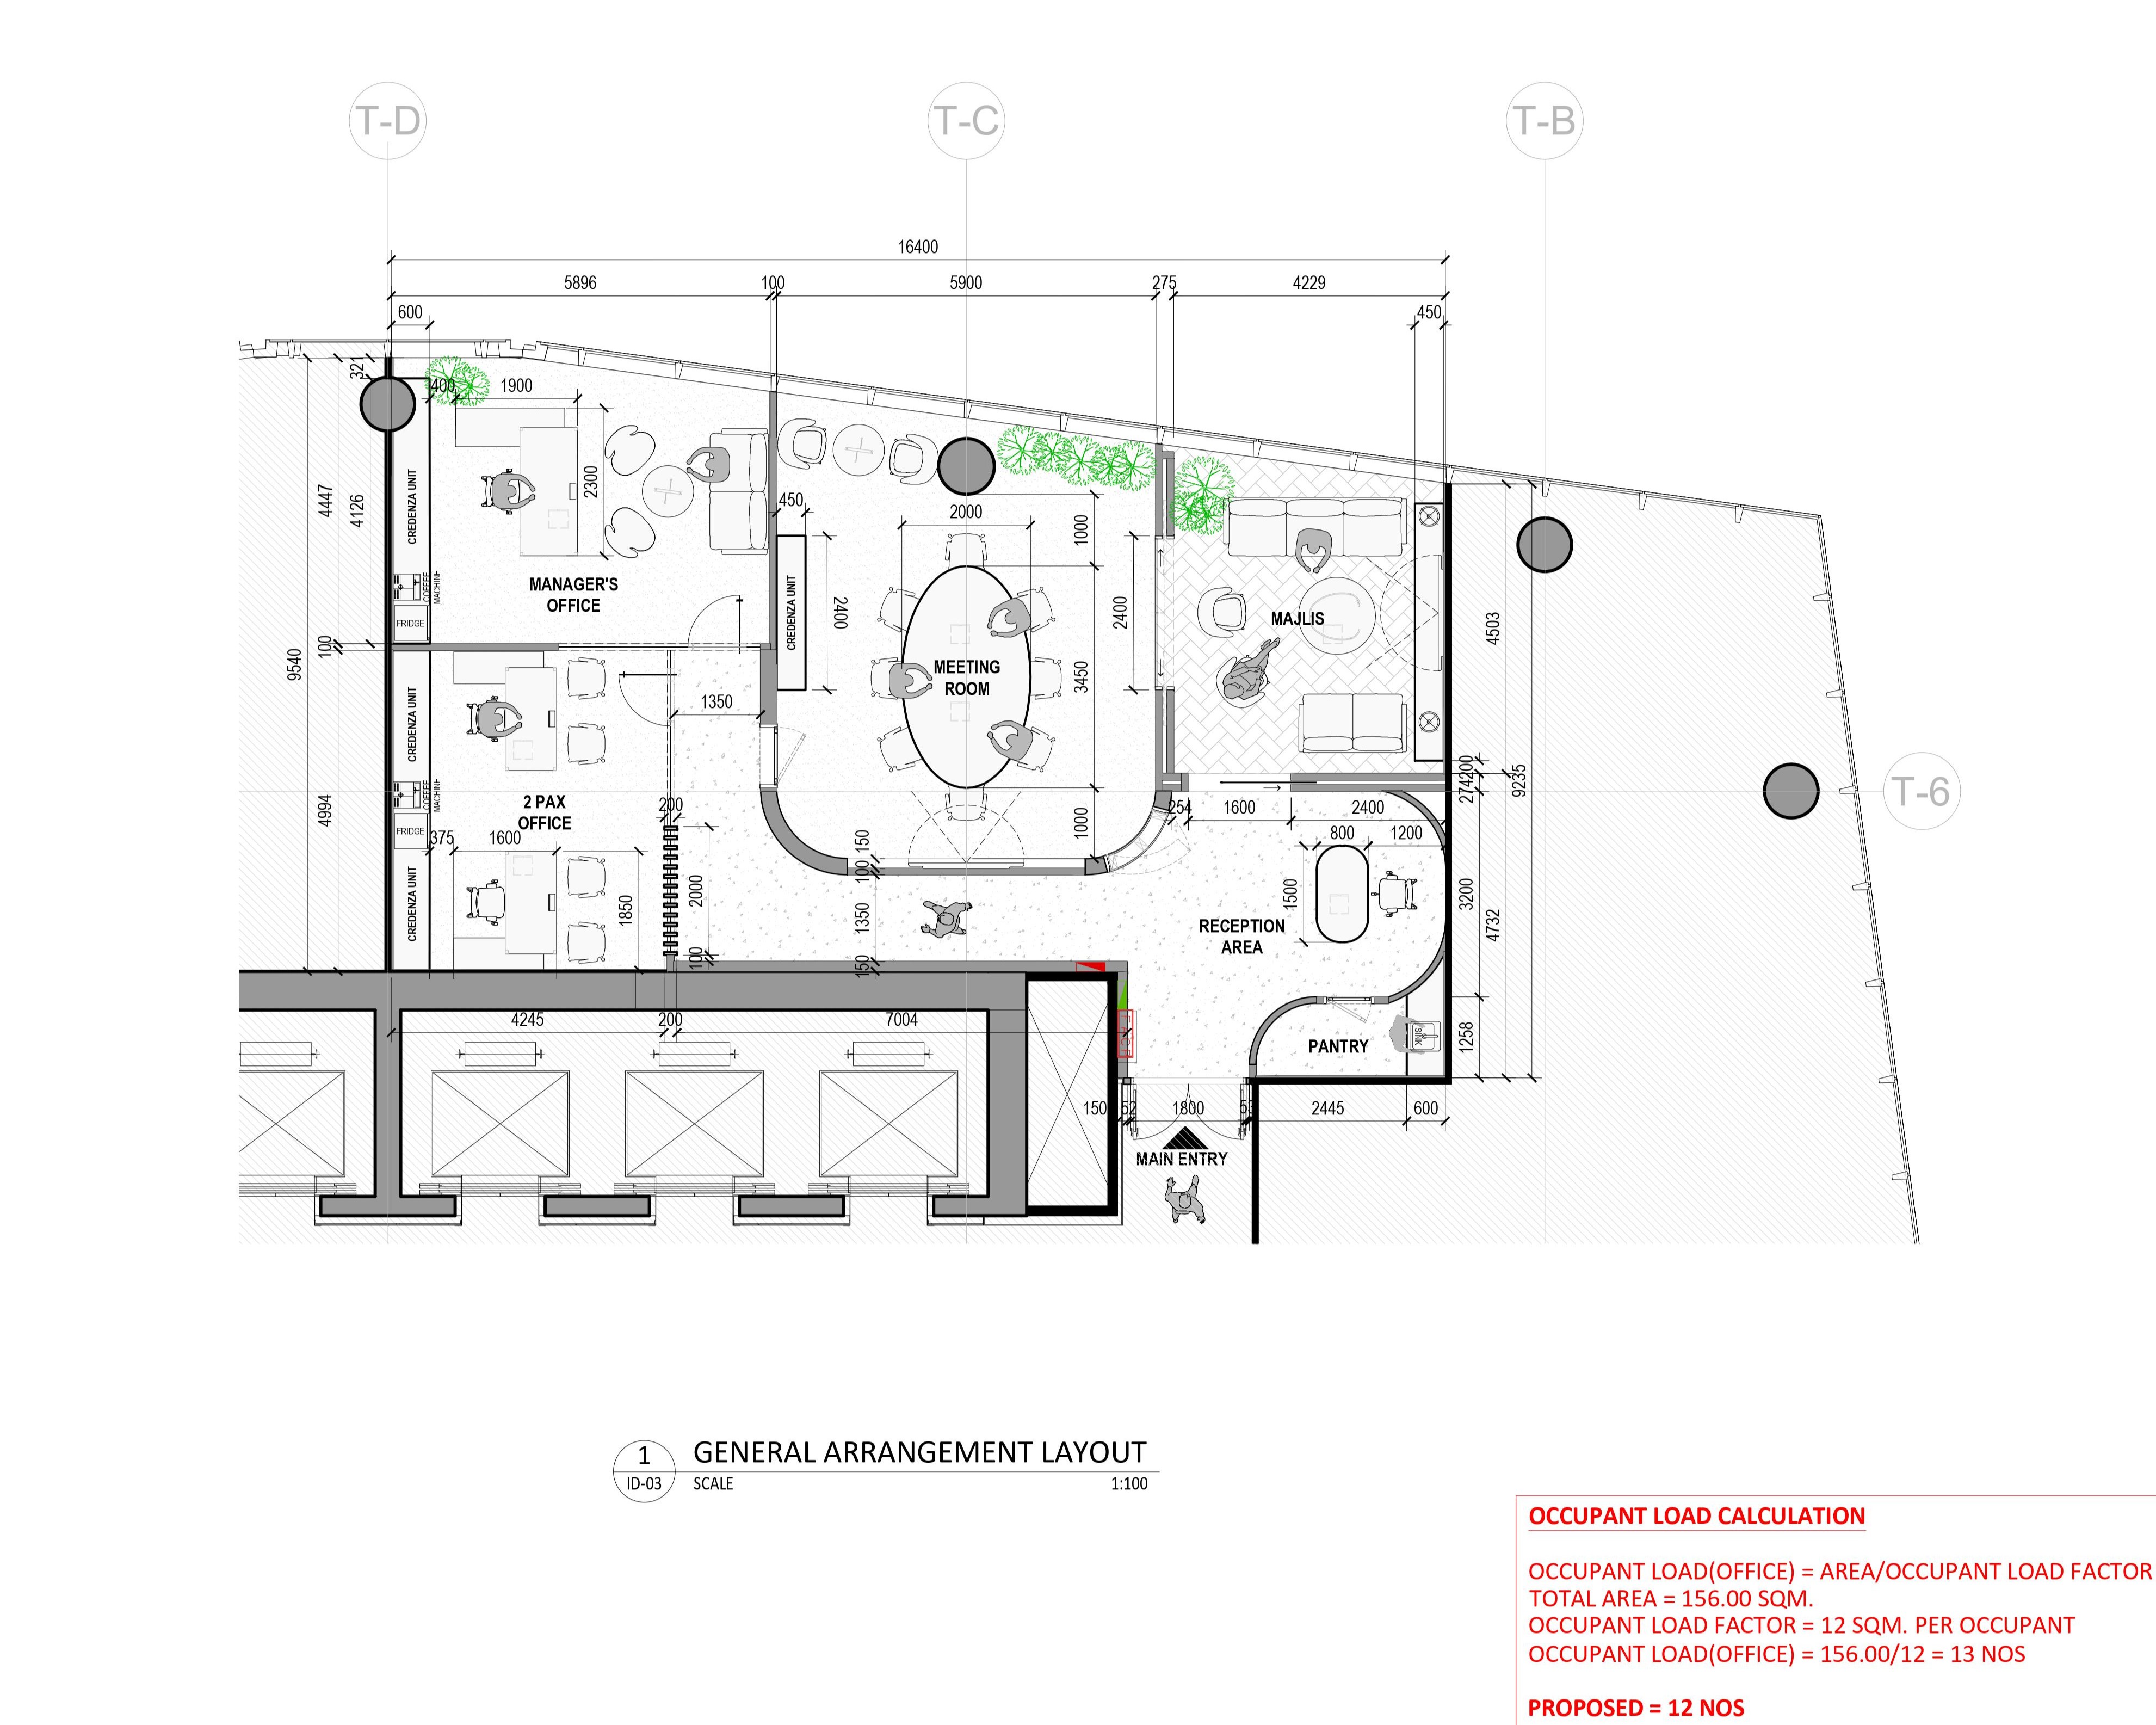 T-D
T-C
T-B
16400
5896
100
5900
275
4229
600
450
321
400
1900
4447
4126
9540
100
4994
CREDENZA UNIT
2300
450
2000
1000
COFFEE
MACHINE
FRIDGE
MANAGER'S
OFFICE
CREDENZA UNIT
2400
2400
3450
MEETING
ROOM
MAJLIS
4503
9235
CREDENZA UNIT
1350
COFFEE
MACHINE
FRIDGE
2 PAX
OFFICE
200
375
1600
CREDENZA UNIT
1850
2000
100
150
100
1350
150
1000
254
1600
2400
800
1200
1500
200
274
3200
4732
T-6
RECEPTION
AREA
4245
200
7004
PANTRY
SINK
1258
150
52
1800
53
2445
600
MAIN ENTRY
1
ID-03
GENERAL ARRANGEMENT LAYOUT
SCALE
1:100
OCCUPANT LOAD CALCULATION
OCCUPANT LOAD(OFFICE) = AREA/OCCUPANT LOAD FACTOR
TOTAL AREA = 156.00 SQM.
OCCUPANT LOAD FACTOR = 12 SQM. PER OCCUPANT
OCCUPANT LOAD(OFFICE) = 156.00/12 = 13 NOS
PROPOSED = 12 NOS